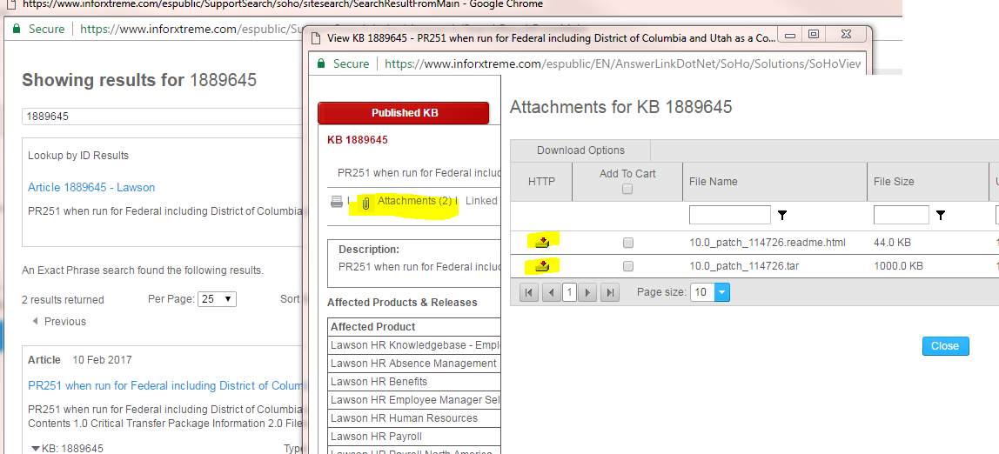 https://www.inforxtreme.com/espublic/SupportSearch/soho/sitesearch/SearchResultFromMain - Google Chrome
Secure https://www.inforxtreme.com/espublic/Su
Showing results for 1889645
1889645
Lookup by ID Results
Article 1889645 - Lawson
PR251 when run for Federal including District of Columbia
An Exact Phrase search found the following results.
2 results returned Per Page: 25 Sort
Previous
Article 10 Feb 2017
PR251 when run for Federal including District of Colum
PR251 when run for Federal including District of Columbia
Contents 1.0 Critical Transfer Package Information 2.0 File
KB: 1889645 Type
View KB 1889645 - PR251 when run for Federal including District of Columbia and Utah as a Co...
Secure https://www.inforxtreme.com/espublic/EN/AnswerLinkDotNet/SoHo/Solutions/SoHoView
Published KB
KB 1889645
PR251 when run for Federal includ
Attachments (2) Linked
Description:
PR251 when run for Federal includ
Affected Products & Releases
Affected Product
Lawson HR Knowledgebase - Empl
Lawson HR Absence Management
Lawson HR Benefits
Lawson HR Employee Manager Sel
Lawson HR Human Resources
Lawson HR Payroll
Lawson HR Payroll North America
Attachments for KB 1889645
Download Options
HTTP Add To Cart File Name File Size
10.0_patch_114726.readme.html 44.0 KB
10.0_patch_114726.tar 1000.0 KB
1 Page size: 10
Close